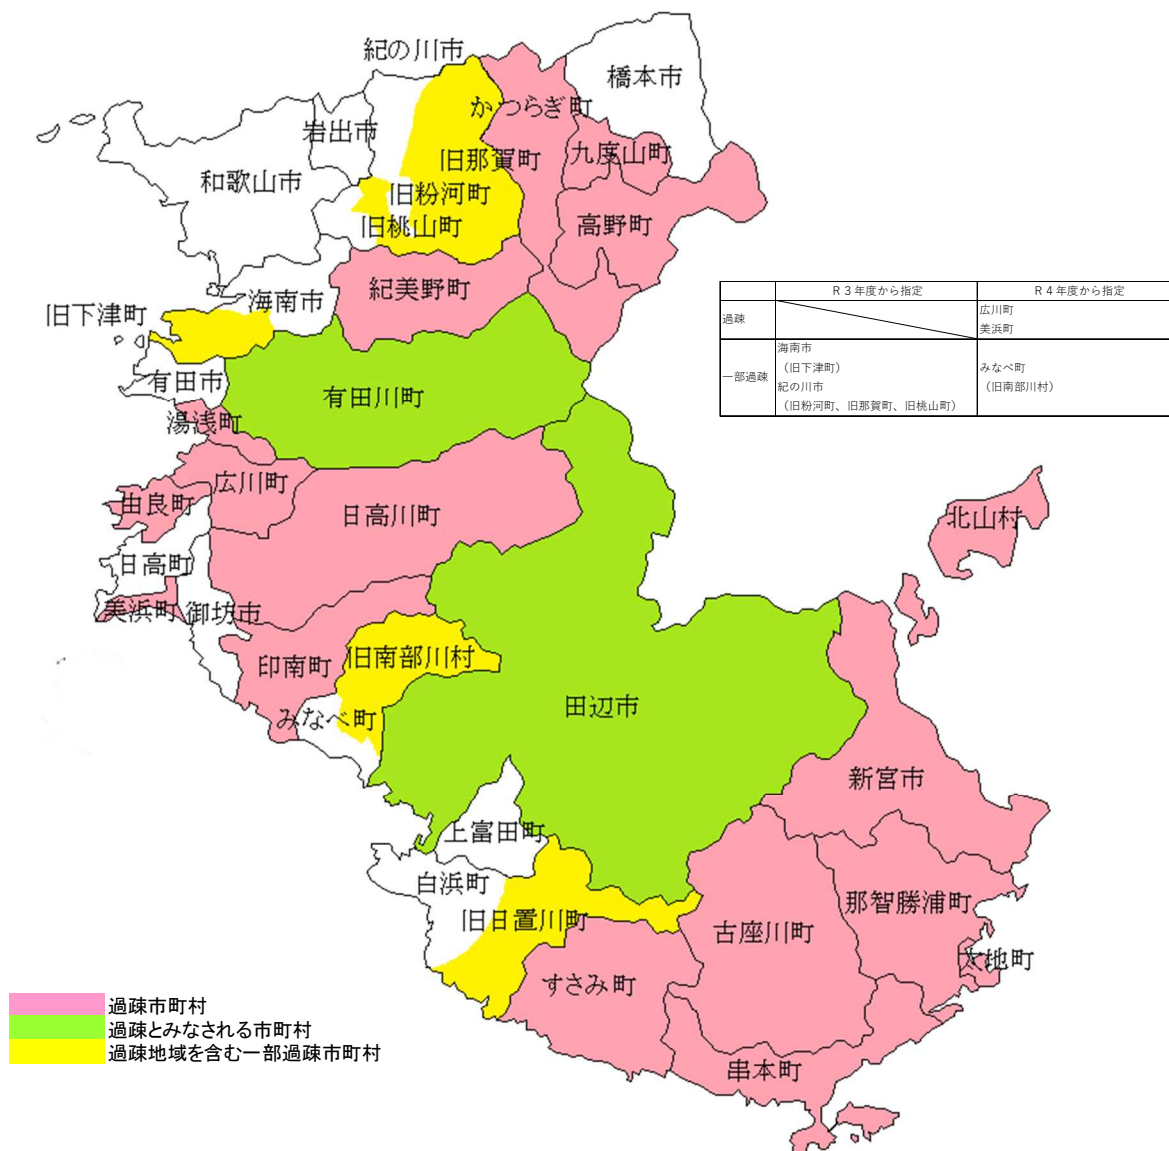 紀の川市
橋本市
かつらぎ町
岩出市
旧那賀町
九度山町
和歌山市
旧粉河町
旧桃山町
高野町
海南市
紀美野町
旧下津町
有田市
有田川町
湯浅町
広川町
由良町
日高川町
北山村
日高町
美浜町
御坊市
印南町
旧南部川村
みなべ町
田辺市
新宮市
上富田町
白浜町
那智勝浦町
旧日置川町
古座川町
太地町
すさみ町
串本町
R3年度から指定 R4年度から指定
過疎 広川町
美浜町
一部過疎 海南市
(旧下津町) みなべ町
紀の川市 (旧南部川村)
(旧粉河町、旧那賀町、旧桃山町)
過疎市町村
過疎とみなされる市町村
過疎地域を含む一部過疎市町村